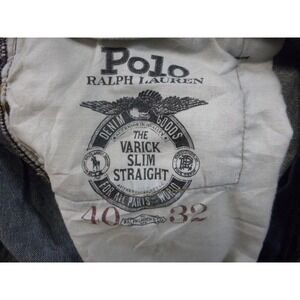 Polo
RALPH LAUREN
DENIM GOODS
THE
VARICK
SLIM
STRAIGHT
FOR ALL PARTS WORLD
40 32